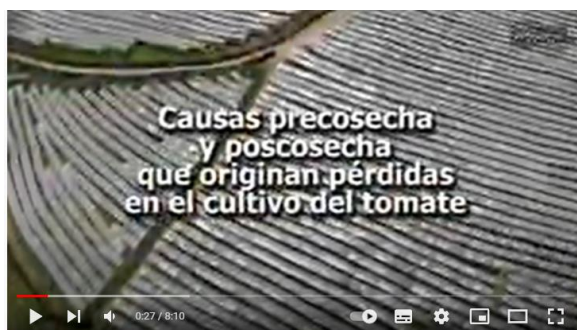 Causas precosecha
y poscosecha
que originan pérdidas
en el cultivo del tomate
0:27 / 8:10